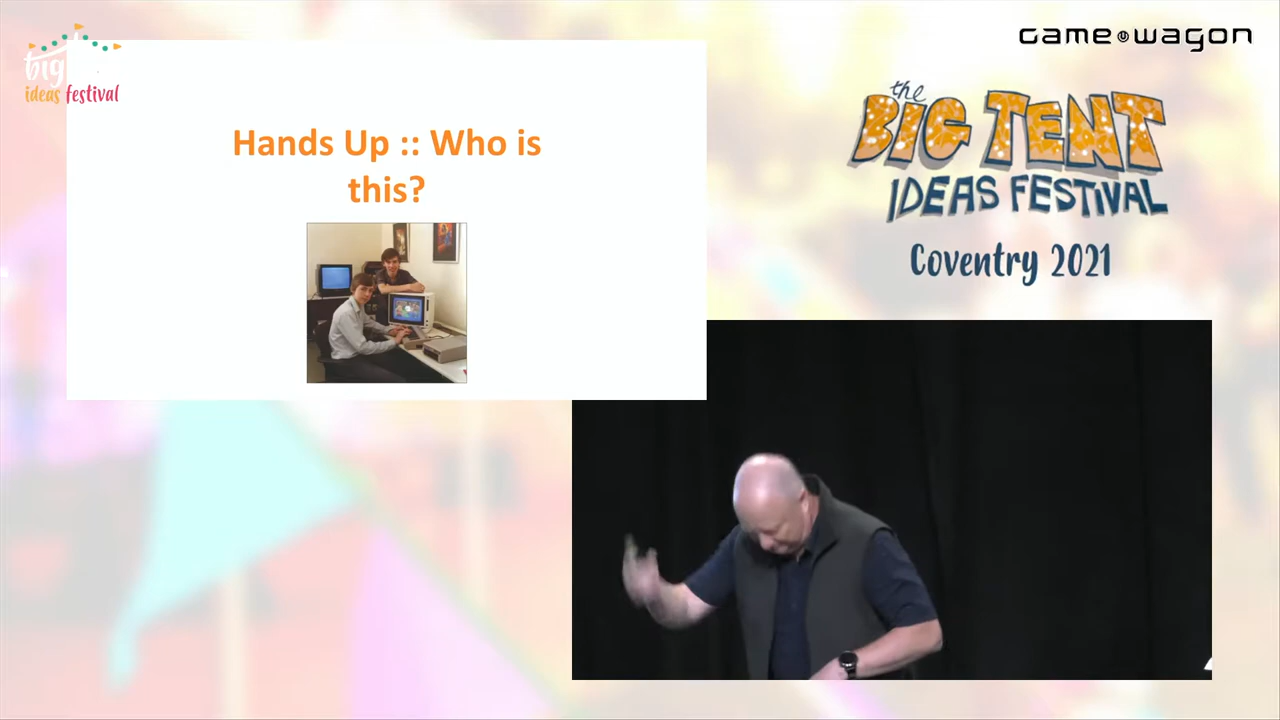 big
ideas festival
GAME WAGON
Hands Up :: Who is
this?
the
BIG TENT
IDEAS FESTIVAL
Coventry 2021